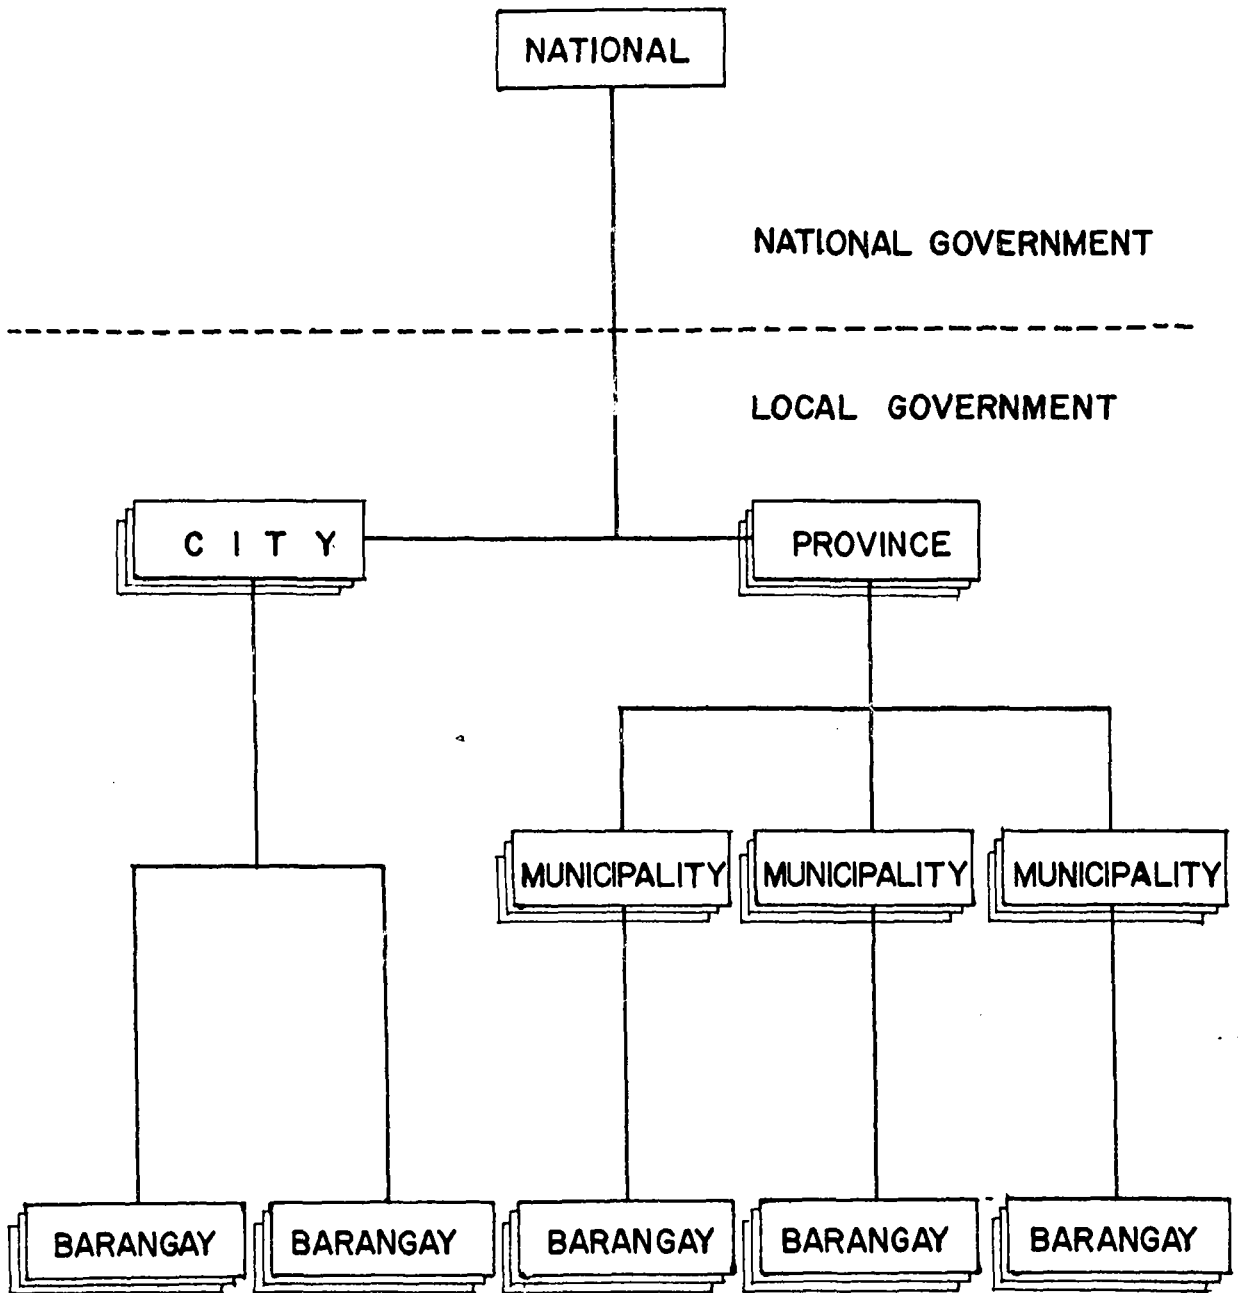 NATIONAL
NATIONAL GOVERNMENT
LOCAL GOVERNMENT
C I T Y
PROVINCE
MUNICIPALITY
MUNICIPALITY
MUNICIPALITY
BARANGAY
BARANGAY
BARANGAY
BARANGAY
BARANGAY